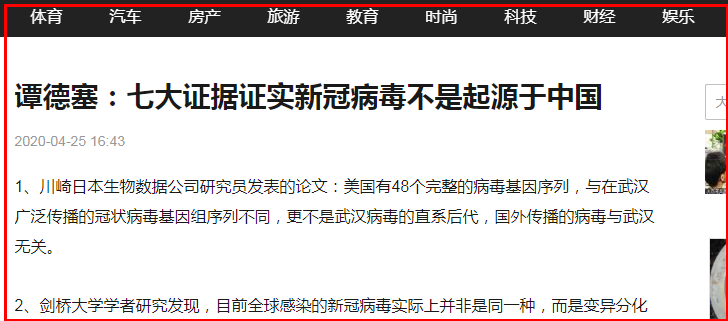 体育 汽车 房产 旅游 教育 时尚 科技 财经 娱乐
谭德塞：七大证据证实新冠病毒不是起源于中国
2020-04-25 16:43
1、川崎日本生物数据公司研究员发表的论文：美国有48个完整的病毒基因序列，与在武汉
广泛传播的冠状病毒基因组序列不同，更不是武汉病毒的直系后代，国外传播的病毒与武汉
无关。
2、剑桥大学学者研究发现，目前全球感染的新冠病毒实际上并非是同一种，而是变异分化